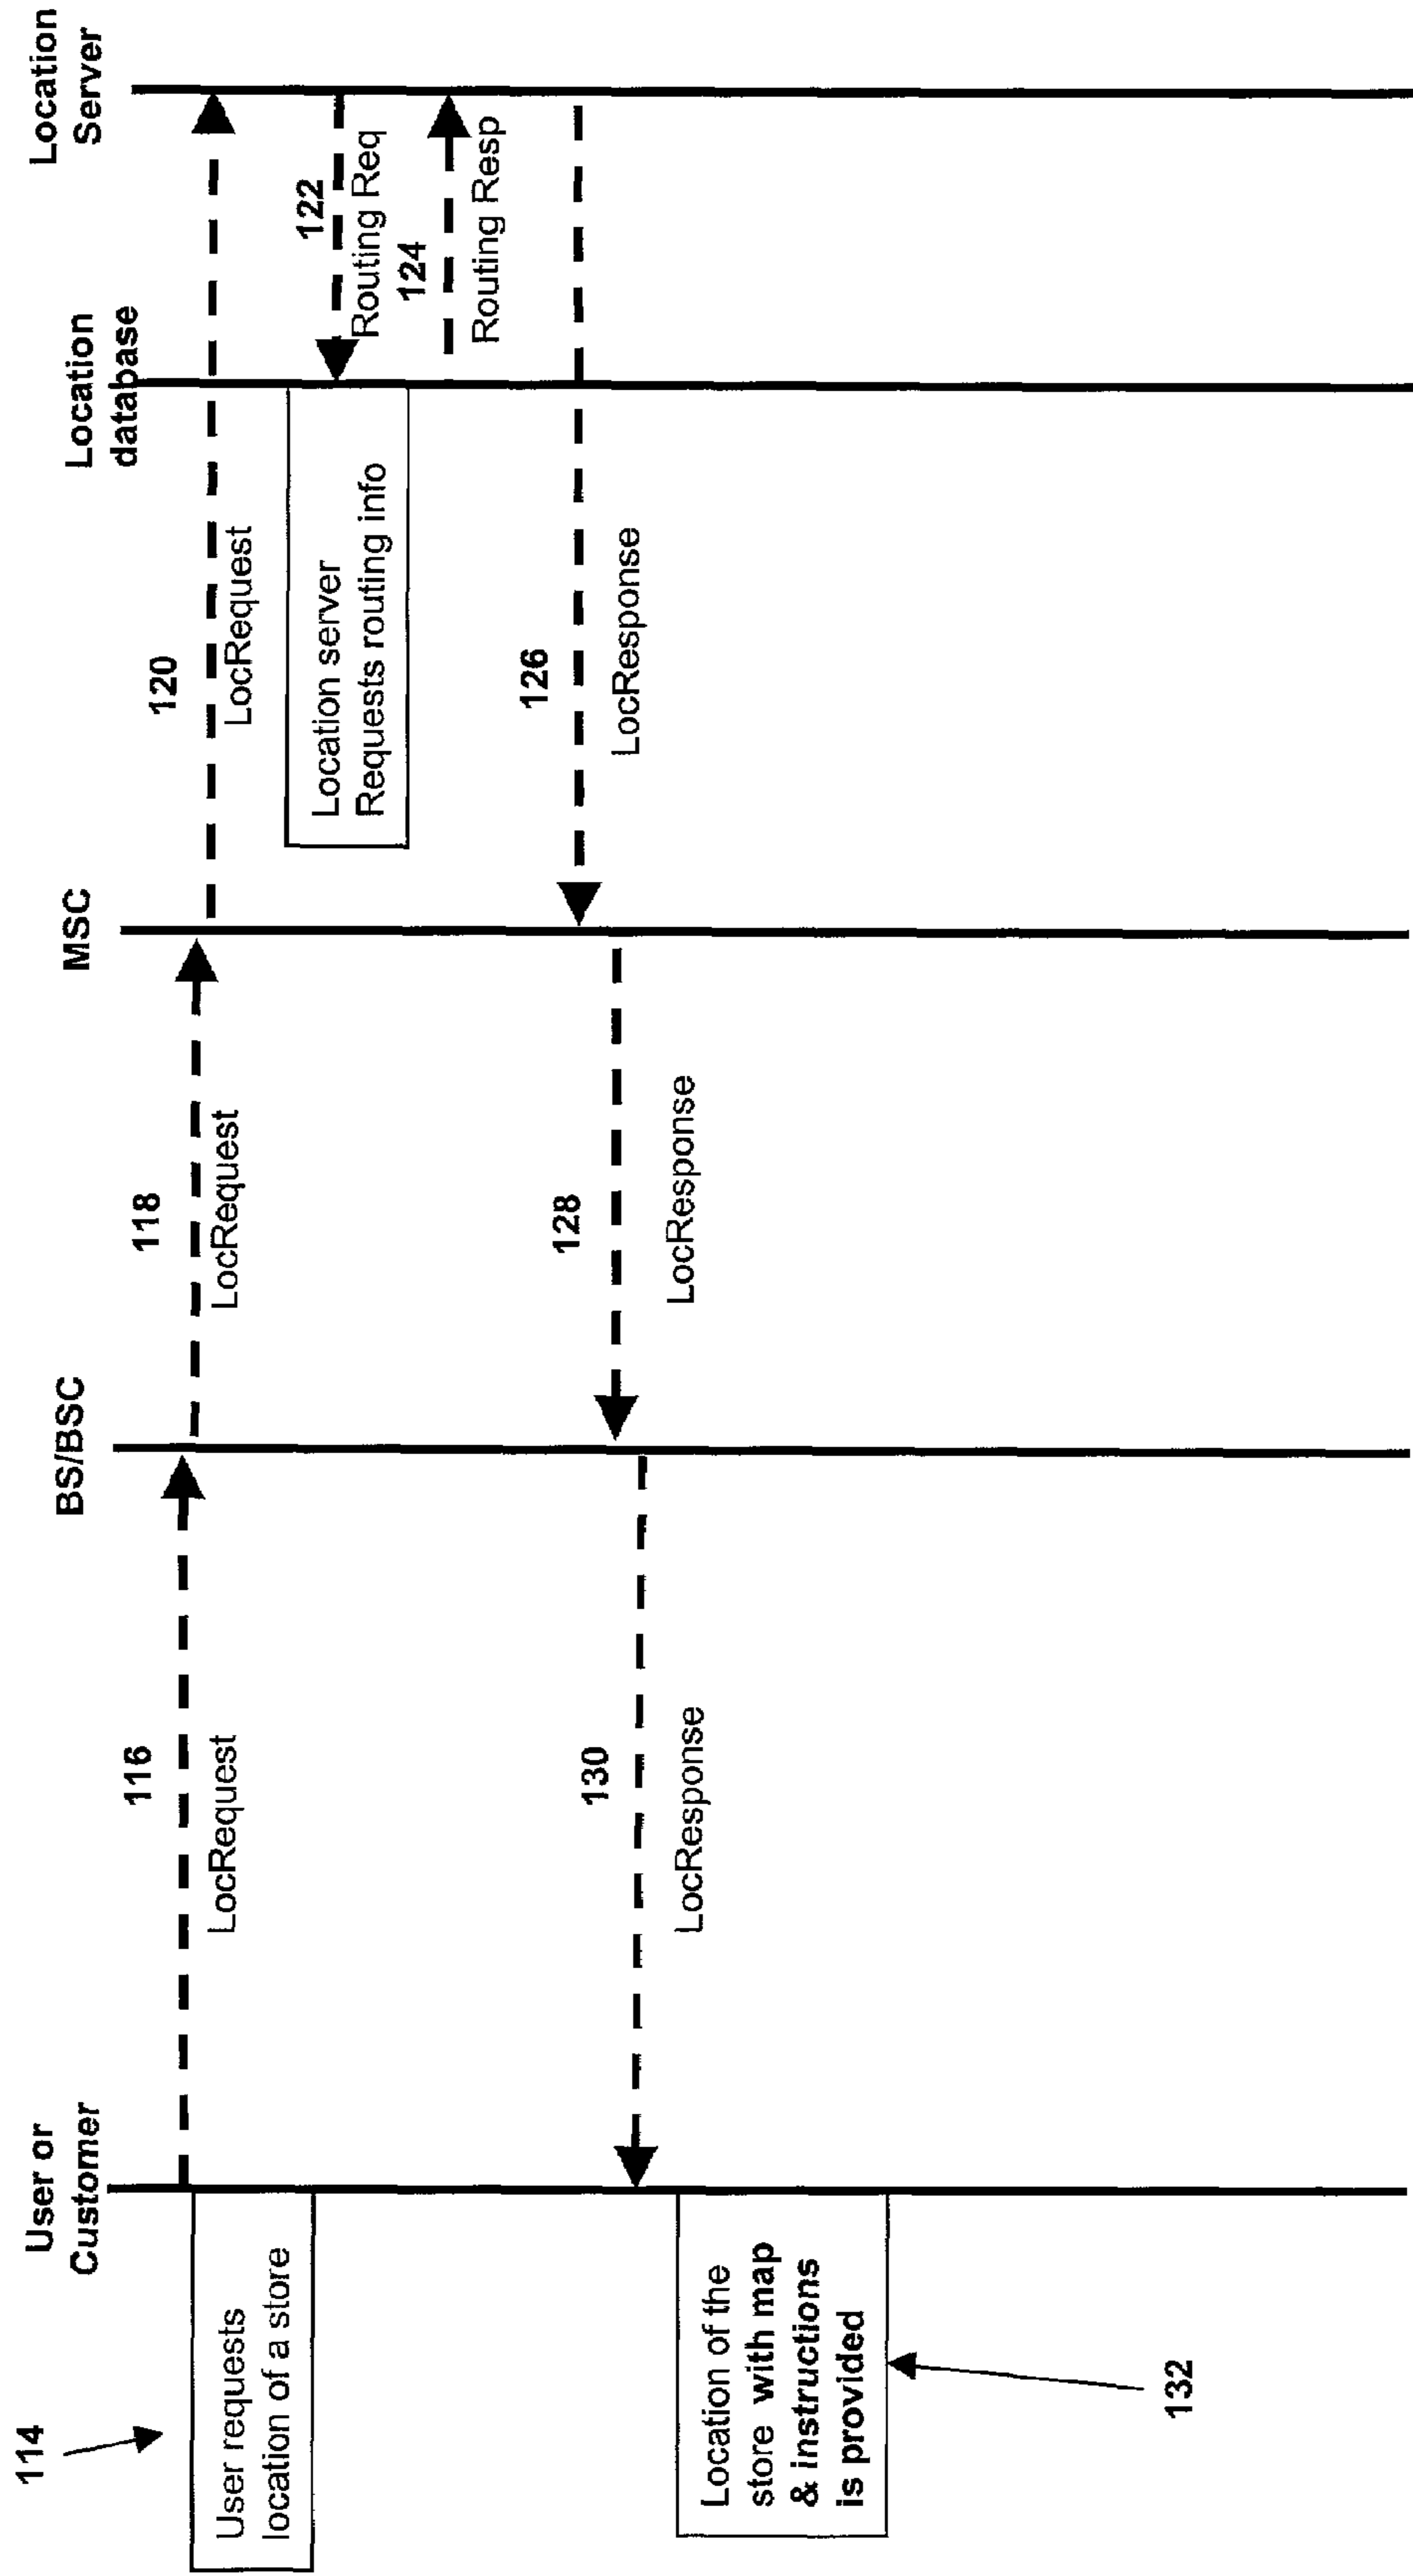 User or
Customer
BS/BSC
MSC
Location
database
Location
Server
114
User requests
location of a store
116
LocRequest
118
LocRequest
120
LocRequest
122
Routing Req
Location server
Requests routing info
124
Routing Resp
126
LocResponse
128
LocResponse
130
LocResponse
Location of the
store with map
& instructions
is provided
132